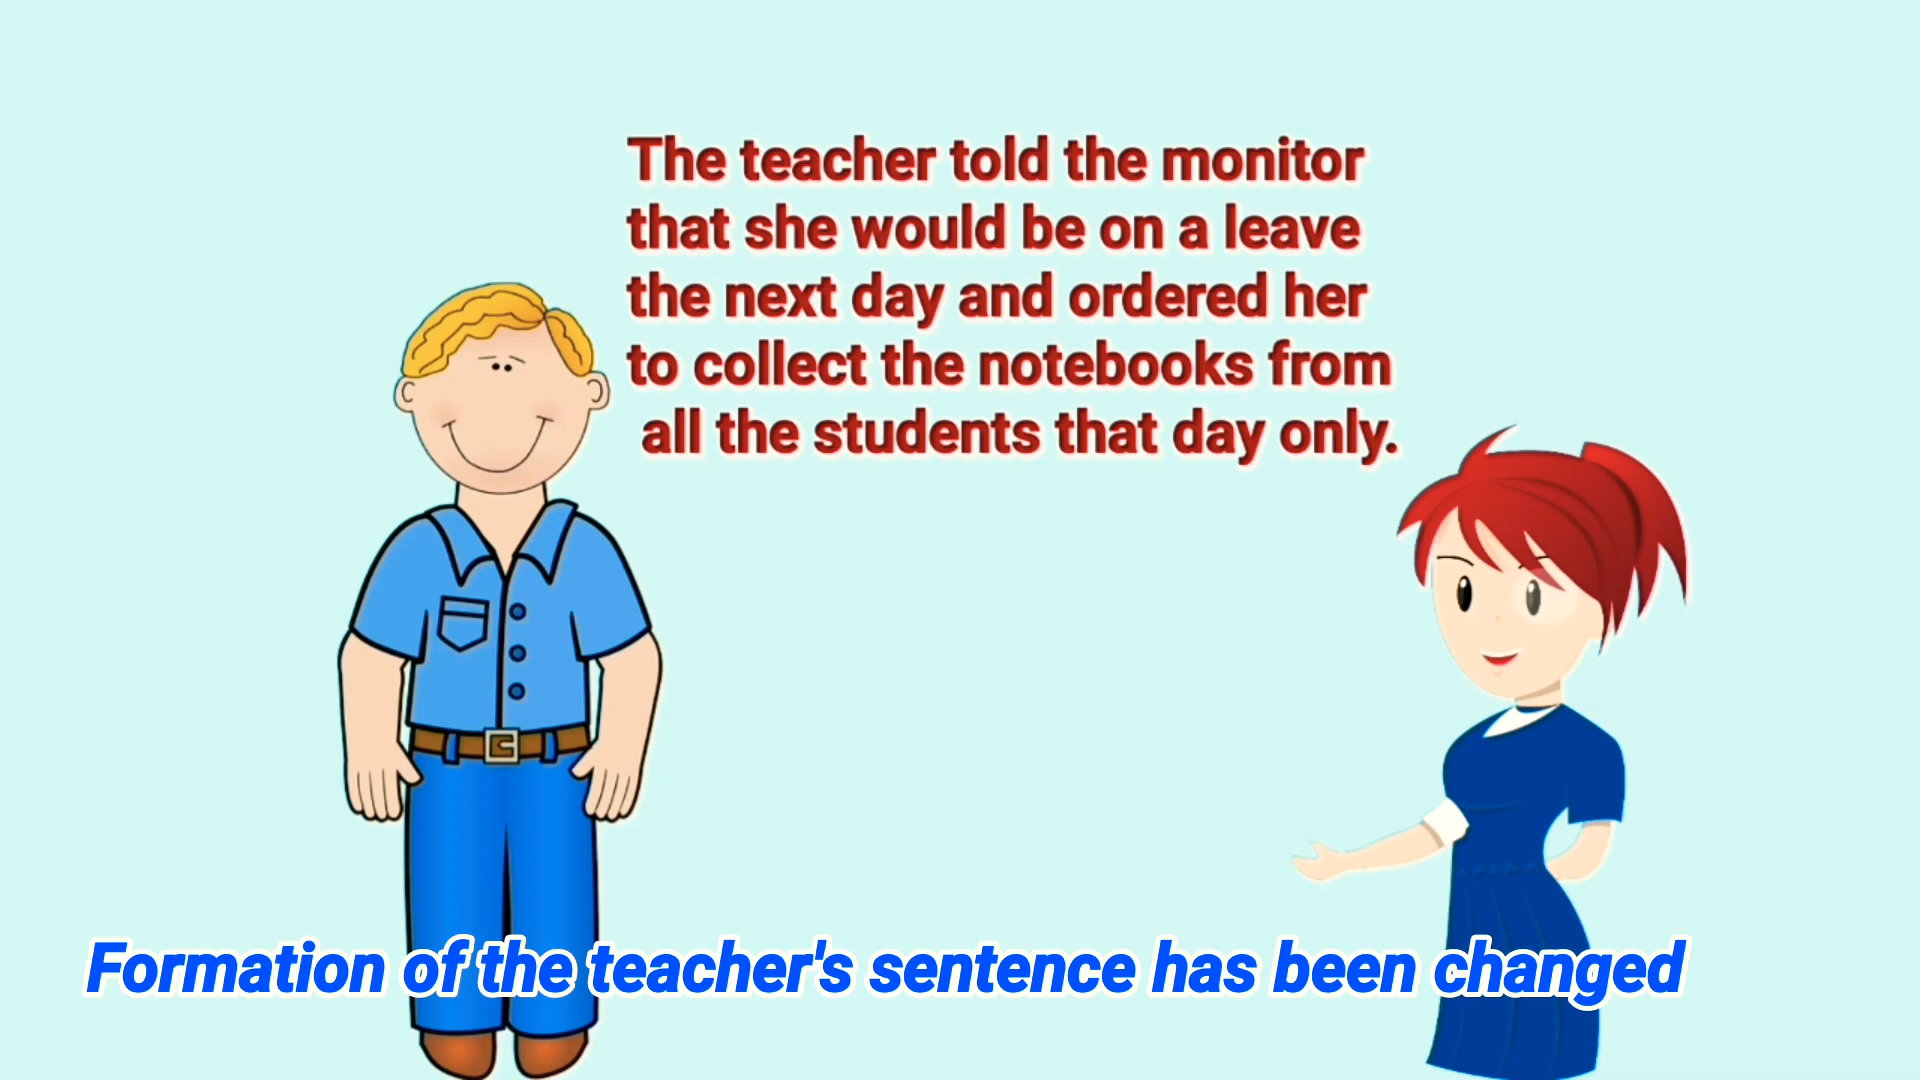 The teacher told the monitor
that she would be on a leave
the next day and ordered her
to collect the notebooks from
all the students that day only.
Formation of the teacher's sentence has been changed